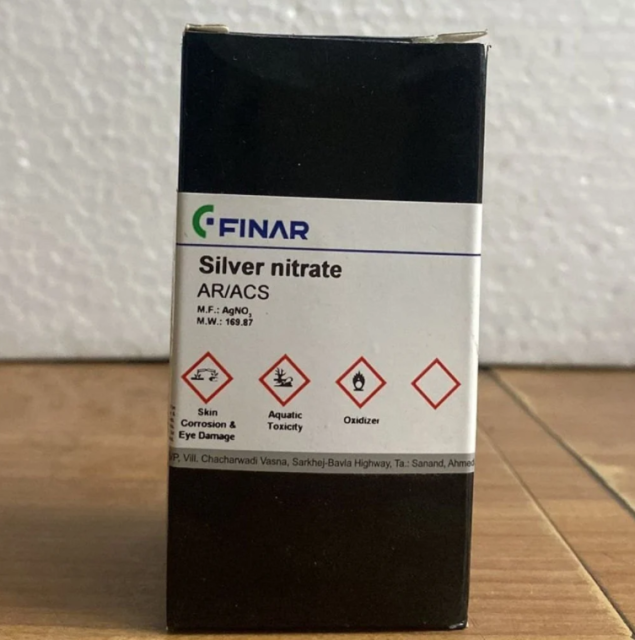 FINAR
Silver nitrate
AR/ACS
M.F.: AgNO₃
M.W.: 169.87
Skin
Corrosion &
Eye Damage
Aquatic
Toxicity
Oxidizer
Vill. Chacharwadi Vasna, Sarkhej-Bavla Highway, Ta.: Sanand,